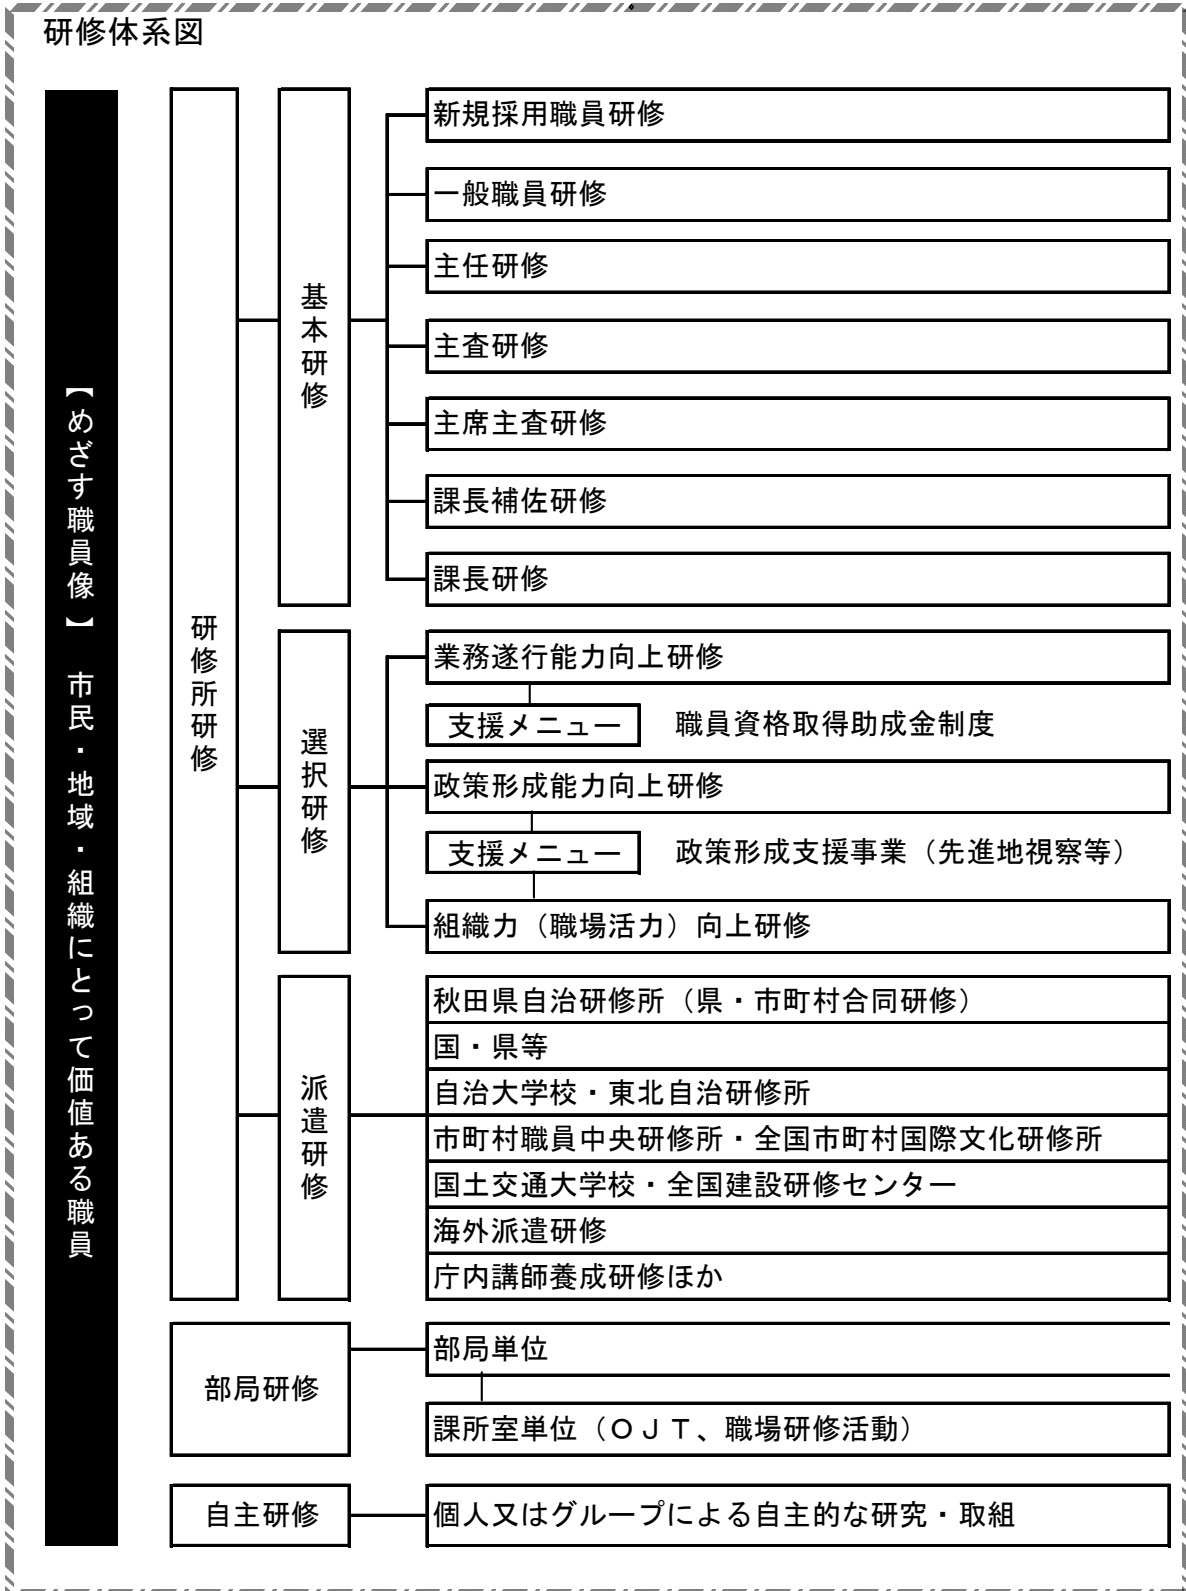 研修体系図
【めざす職員像】 市民・地域・組織にとって価値ある職員
研修所研修
基本研修
新規採用職員研修
一般職員研修
主任研修
主査研修
主席主査研修
課長補佐研修
課長研修
選択研修
業務遂行能力向上研修
支援メニュー 職員資格取得助成金制度
政策形成能力向上研修
支援メニュー 政策形成支援事業（先進地視察等）
組織力（職場活力）向上研修
派遣研修
秋田県自治研修所（県・市町村合同研修）
国・県等
自治大学校・東北自治研修所
市町村職員中央研修所・全国市町村国際文化研修所
国土交通大学校・全国建設研修センター
海外派遣研修
庁内講師養成研修ほか
部局研修
部局単位
課所室単位（ＯＪＴ、職場研修活動）
自主研修
個人又はグループによる自主的な研究・取組